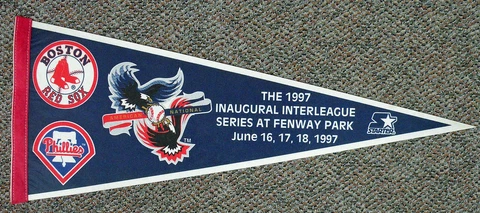 BOSTON
RED SOX
Phillies
AMERICAN NATIONAL
TM
THE 1997
INAUGURAL INTERLEAGUE
SERIES AT FENWAY PARK
June 16, 17, 18, 1997
STARTER